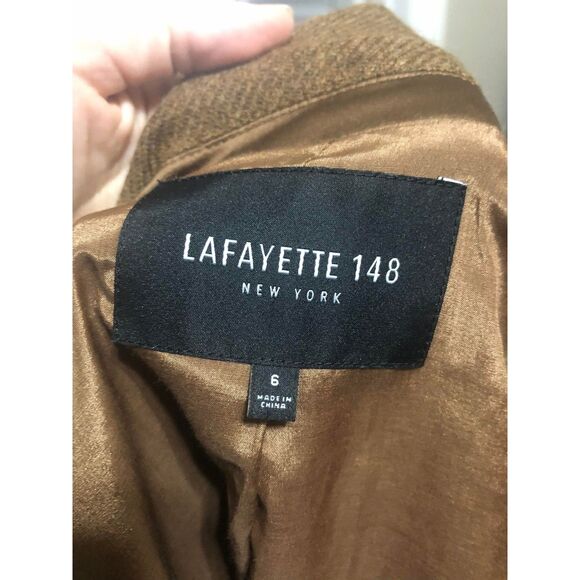 LAFAYETTE 148
NEW YORK
6
MADE IN
CHINA